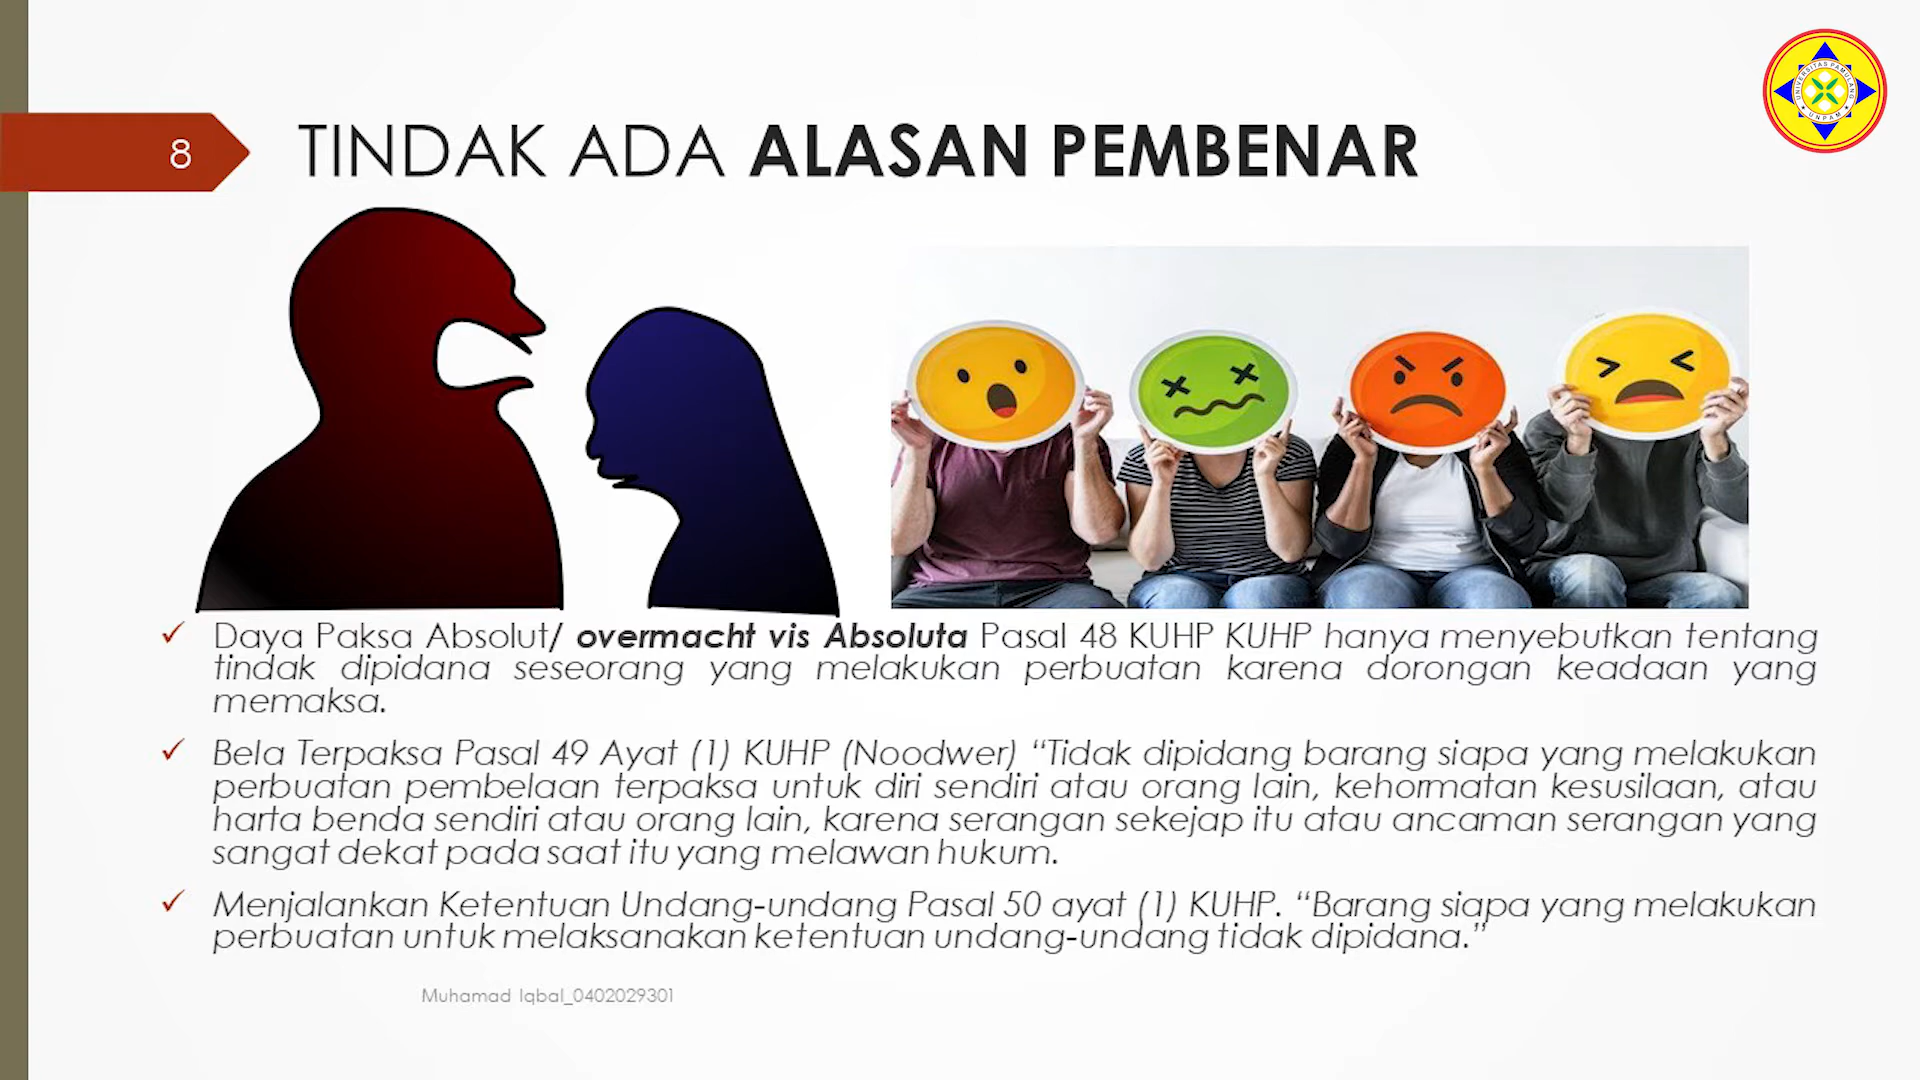 8
TINDAK ADA ALASAN PEMBENAR
UNIVERSITAS PAMULANG
UNPAM
✓ Daya Paksa Absolut/ overmacht vis Absoluta Pasal 48 KUHP KUHP hanya menyebutkan tentang
tindak dipidana seseorang yang melakukan perbuatan karena dorongan keadaan yang
memaksa.
✓ Bela Terpaksa Pasal 49 Ayat (1) KUHP (Noodwer) “Tidak dipidang barang siapa yang melakukan
perbuatan pembelaan terpaksa untuk diri sendiri atau orang lain, kehormatan kesusilaan, atau
harta benda sendiri atau orang lain, karena serangan sekejap itu atau ancaman serangan yang
sangat dekat pada saat itu yang melawan hukum.
✓ Menjalankan Ketentuan Undang-undang Pasal 50 ayat (1) KUHP. “Barang siapa yang melakukan
perbuatan untuk melaksanakan ketentuan undang-undang tidak dipidana.”
Muhamad Iqbal_0402029301